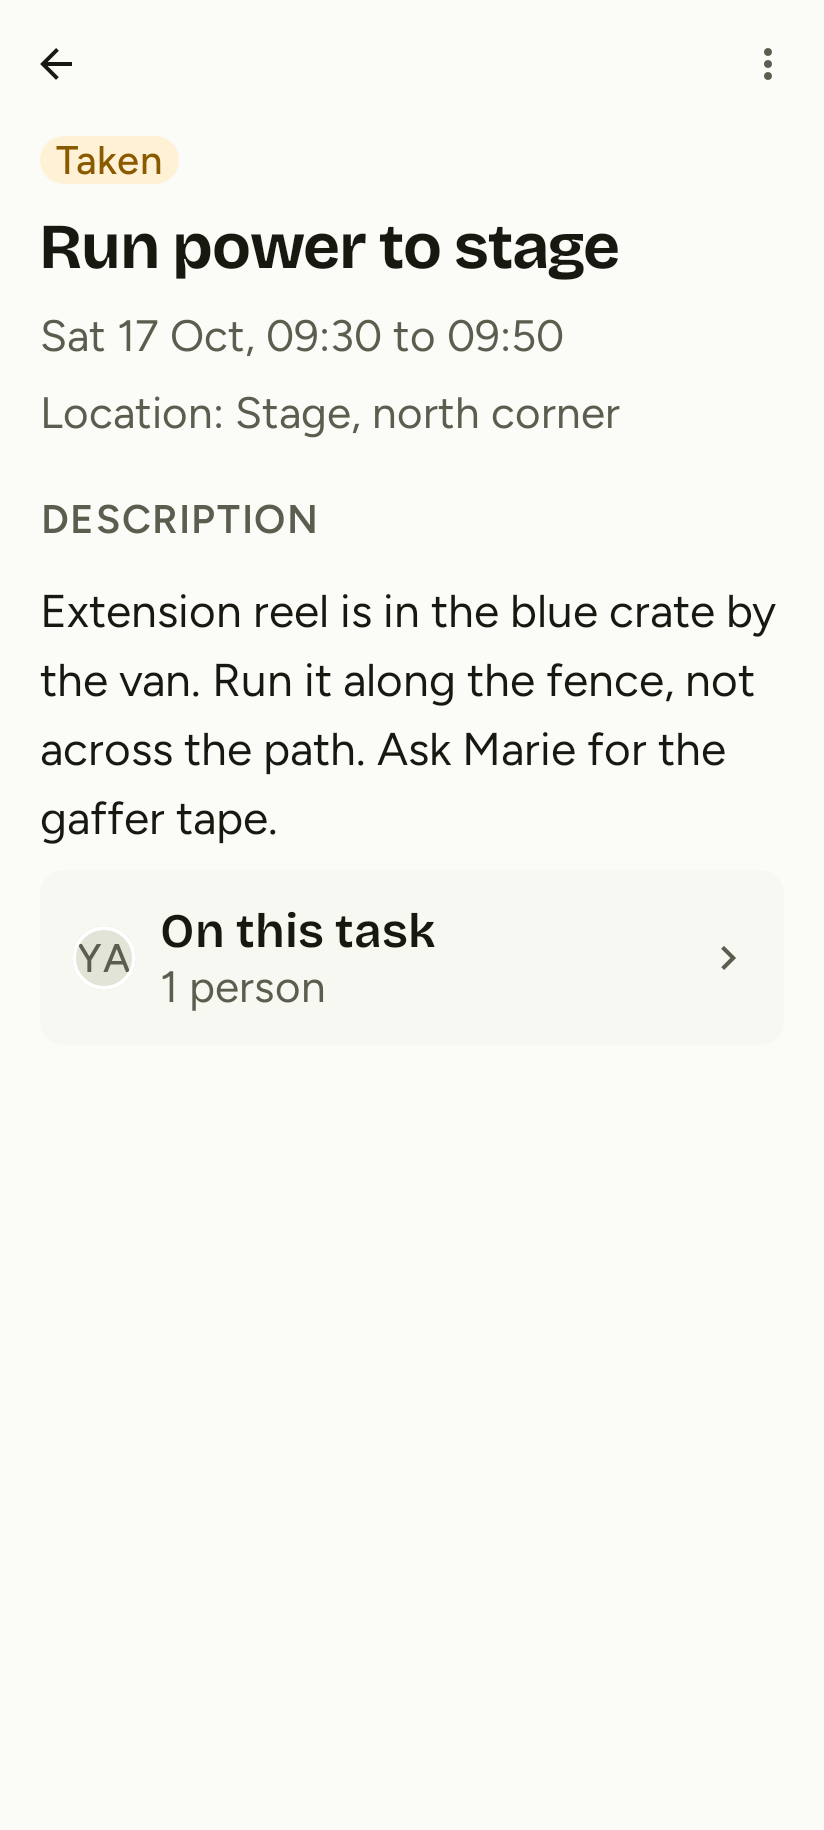 Taken
Run power to stage
Sat 17 Oct, 09:30 to 09:50
Location: Stage, north corner
DESCRIPTION
Extension reel is in the blue crate by
the van. Run it along the fence, not
across the path. Ask Marie for the
gaffer tape.
YA
On this task
1 person